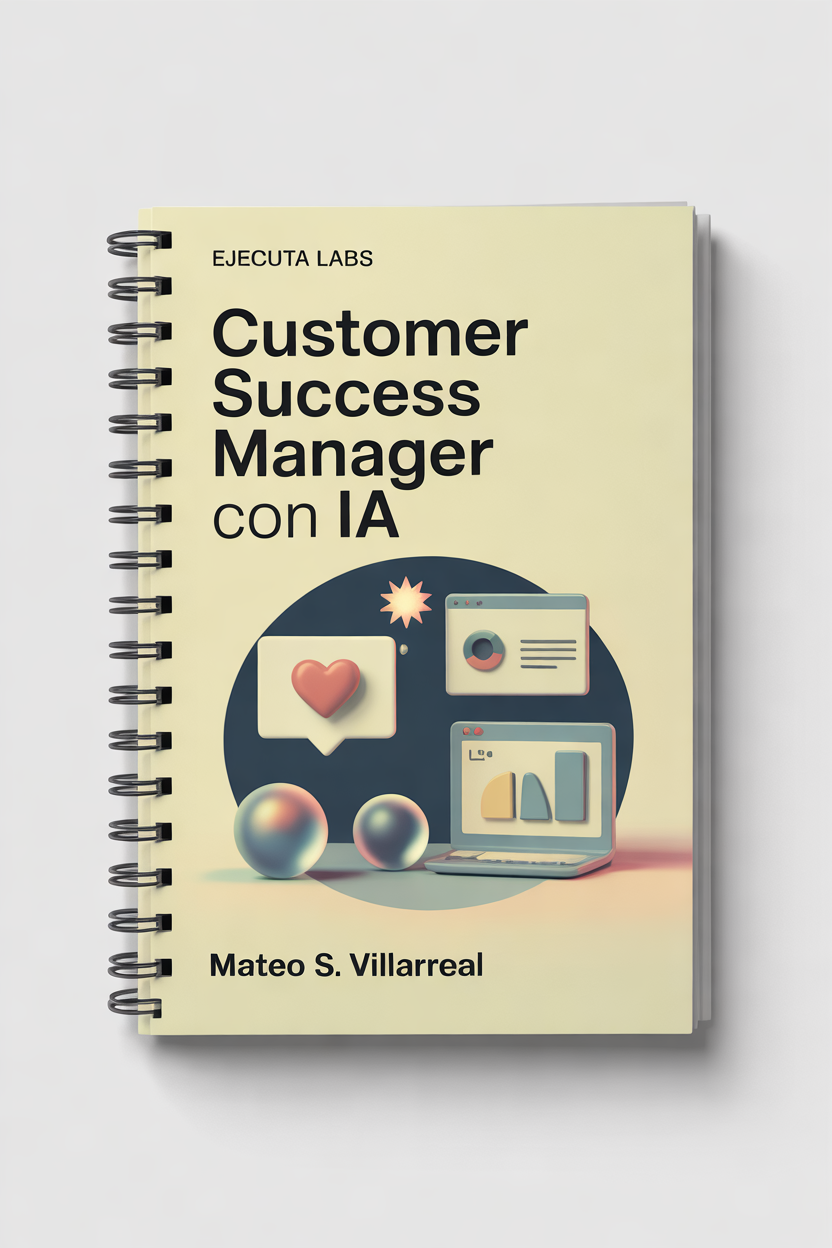 EJECUTA LABS
Customer
Success
Manager
con IA
Mateo S. Villarreal